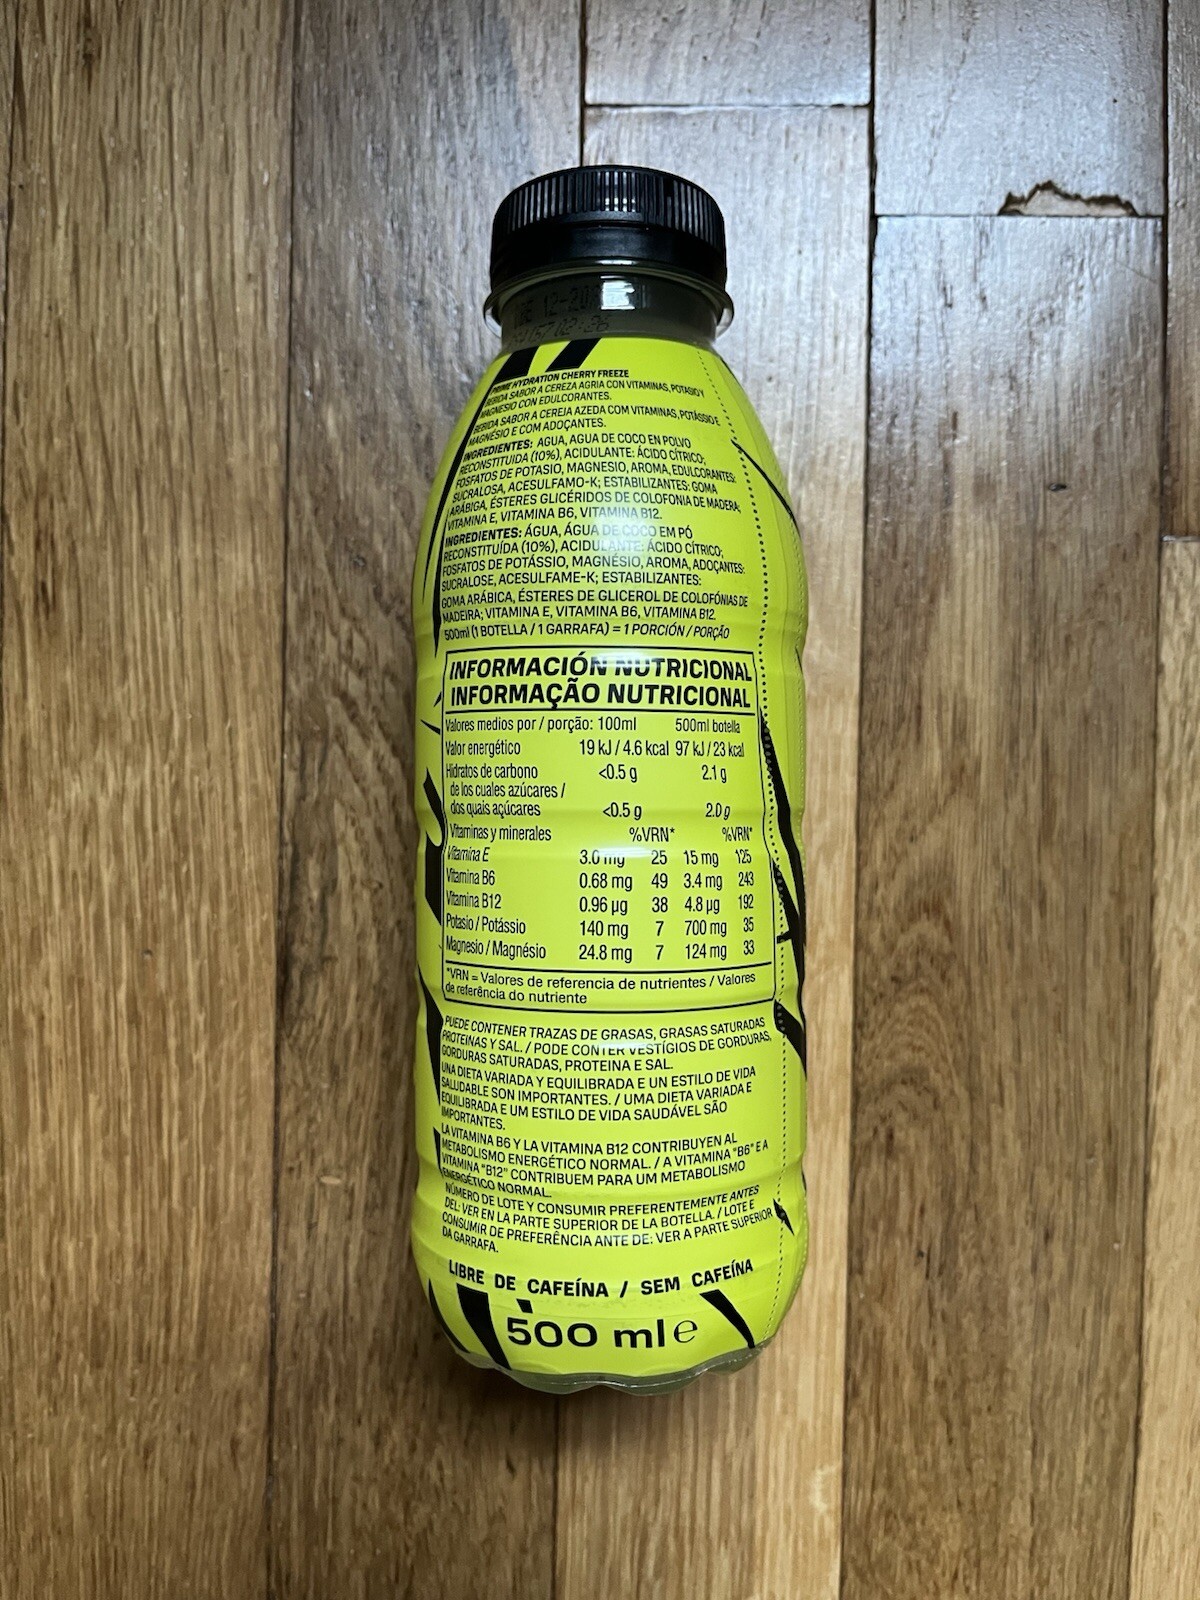 12-20
PRIME HYDRATION CHERRY FREEZE
BEBIDA SABOR A CEREZA AGRIA CON VITAMINAS, POTASIO Y
MAGNESIO CON EDULCORANTES.
BEBIDA SABOR A CEREJA AZEDA COM VITAMINAS, POTÁSSIO E
MAGNÉSIO E COM ADOÇANTES.
INGREDIENTES: AGUA, AGUA DE COCO EN POLVO
RECONSTITUIDA (10%), ACIDULANTE: ÁCIDO CÍTRICO;
FOSFATOS DE POTASIO, MAGNESIO, AROMA, EDULCORANTES:
SUCRALOSA, ACESULFAMO-K; ESTABILIZANTES: GOMA
ARÁBIGA, ÉSTERES GLICÉRIDOS DE COLOFONIA DE MADERA;
VITAMINA E, VITAMINA B6, VITAMINA B12.
INGREDIENTES: ÁGUA, ÁGUA DE COCO EM PÓ
RECONSTITUÍDA (10%), ACIDULANTE: ÁCIDO CÍTRICO;
FOSFATOS DE POTÁSSIO, MAGNÉSIO, AROMA, ADOÇANTES:
SUCRALOSE, ACESULFAME-K; ESTABILIZANTES:
GOMA ARÁBICA, ÉSTERES DE GLICEROL DE COLOFÓNIAS DE
MADEIRA; VITAMINA E, VITAMINA B6, VITAMINA B12.
500ml (1 BOTELLA / 1 GARRAFA) = 1 PORCIÓN / PORÇÃO
INFORMACIÓN NUTRICIONAL
INFORMAÇÃO NUTRICIONAL
Valores medios por / porção: 100ml 500ml botella
Valor energético 19 kJ / 4.6 kcal 97 kJ / 23 kcal
Hidratos de carbono <0.5 g 2.1 g
de los cuales azúcares /
dos quais açúcares <0.5 g 2.0 g
Vitaminas y minerales %VRN* %VRN*
Vitamina E 3.0 mg 25 15 mg 125
Vitamina B6 0.68 mg 49 3.4 mg 243
Vitamina B12 0.96 µg 38 4.8 µg 192
Potasio / Potássio 140 mg 7 700 mg 35
Magnesio / Magnésio 24.8 mg 7 124 mg 33
*VRN = Valores de referencia de nutrientes / Valores
de referência do nutriente
PUEDE CONTENER TRAZAS DE GRASAS, GRASAS SATURADAS
PROTEINAS Y SAL. / PODE CONTER VESTÍGIOS DE GORDURAS,
GORDURAS SATURADAS, PROTEINA E SAL.
UNA DIETA VARIADA Y EQUILIBRADA E UN ESTILO DE VIDA
SALUDABLE SON IMPORTANTES. / UMA DIETA VARIADA E
EQUILIBRADA E UM ESTILO DE VIDA SAUDÁVEL SÃO
IMPORTANTES.
LA VITAMINA B6 Y LA VITAMINA B12 CONTRIBUYEN AL
METABOLISMO ENERGÉTICO NORMAL. / A VITAMINA "B6" E A
VITAMINA "B12" CONTRIBUEM PARA UM METABOLISMO
ENERGÉTICO NORMAL.
NÚMERO DE LOTE Y CONSUMIR PREFERENTEMENTE ANTES
DEL: VER EN LA PARTE SUPERIOR DE LA BOTELLA. / LOTE E
CONSUMIR DE PREFERÊNCIA ANTE DE: VER A PARTE SUPERIOR
DA GARRAFA.
LIBRE DE CAFEÍNA / SEM CAFEÍNA
500 ml e